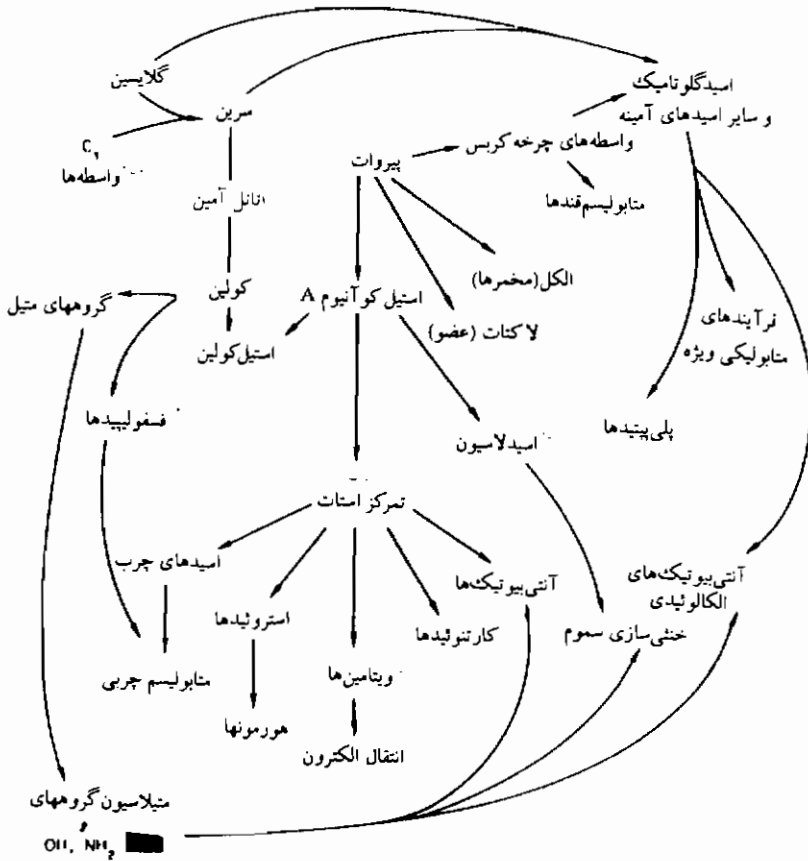 گلایسین
سرین
C₁
واسطه‌ها
اسیدگلوتامیک
و سایر اسیدهای آمینه
واسطه‌های چرخه کربس
پیروات
متابولیسم‌قندها
اتانل آمین
الکل(مخمرها)
گروههای متیل
کولین
استیل کوآنیوم A
لاکتات (عضو)
فرآیندهای
متابولیکی ویژه
استیل‌کولین
فسفولیپیدها
اسیدلاسیون
پلی‌پپتیدها
تمرکز استات
اسیدهای چرب
آنتی‌بیوتیک‌ها
آنتی‌بیوتیک‌های
الکالوئیدی
استروئیدها
کارتنوئیدها
خنثی‌سازی سموم
متابولیسم چربی
ویتامین‌ها
هورمونها
انتقال الکترون
متیلاسیون‌گروههای
و
OH, NH₂